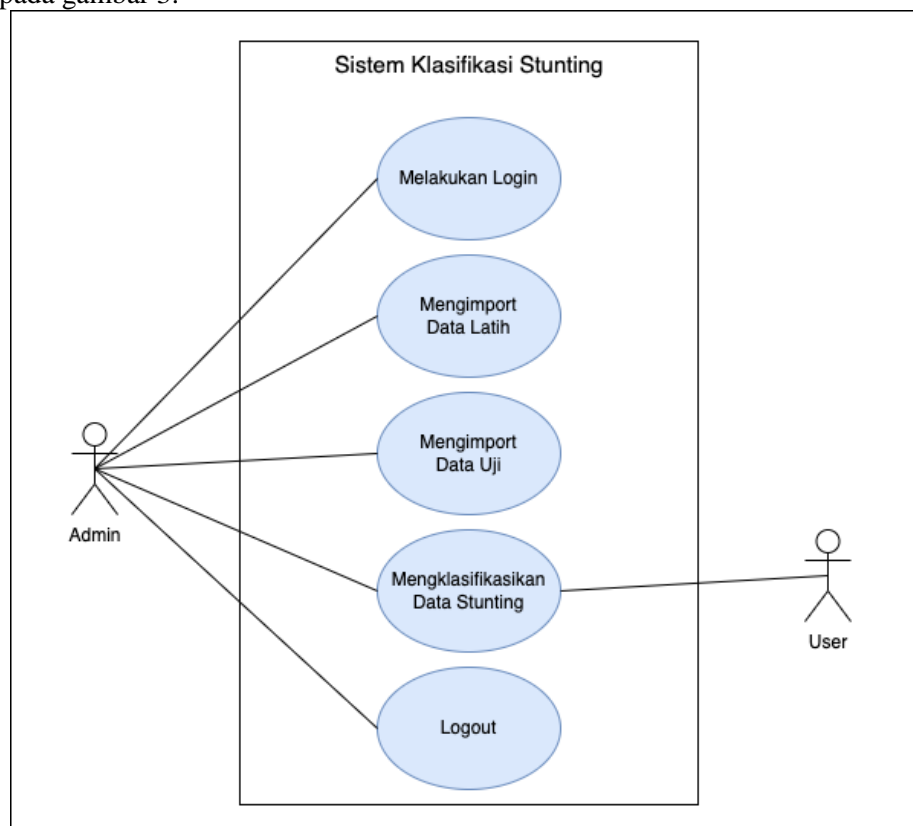 pada gambar 3.
Sistem Klasifikasi Stunting
Melakukan Login
Mengimport
Data Latih
Mengimport
Data Uji
Admin
Mengklasifikasikan
Data Stunting
User
Logout